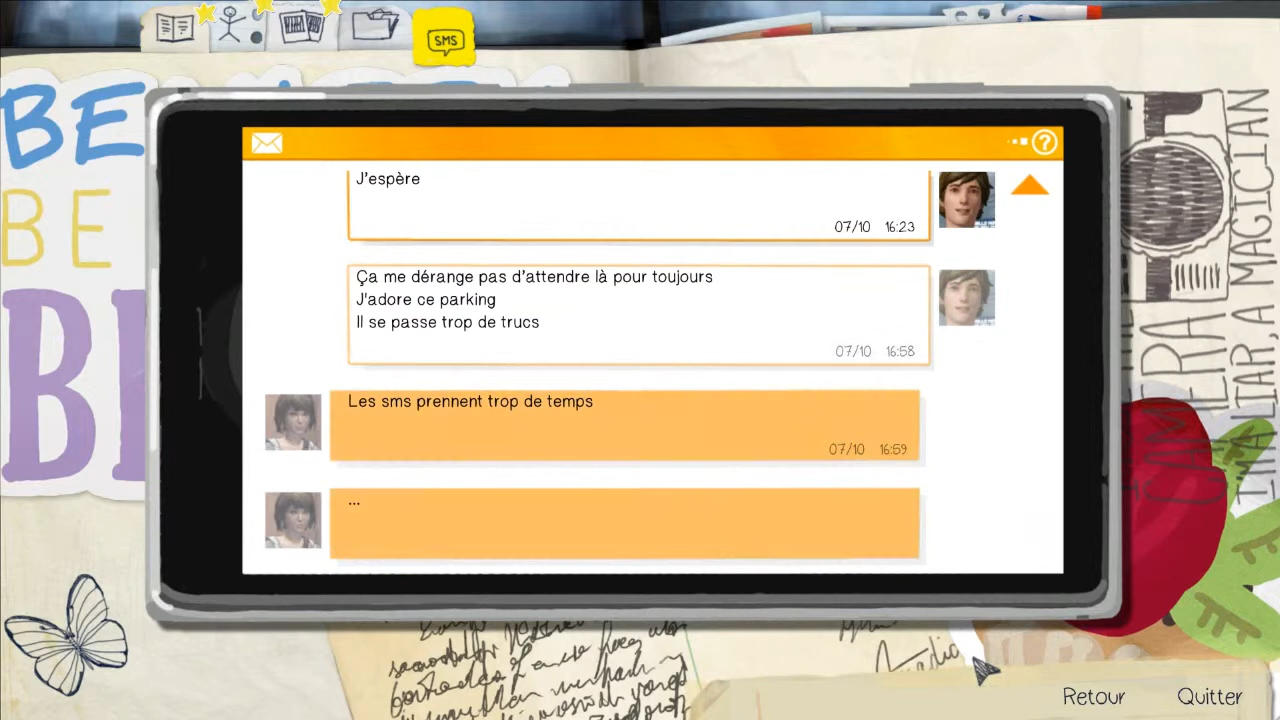 SMS
BE
BE
J'espère
07/10 16:23
Ça me dérange pas d'attendre là pour toujours
J'adore ce parking
Il se passe trop de trucs
07/10 16:58
Les sms prennent trop de temps
07/10 16:59
...
CAMERA
LIAR, A MAGICIAN
Retour Quitter